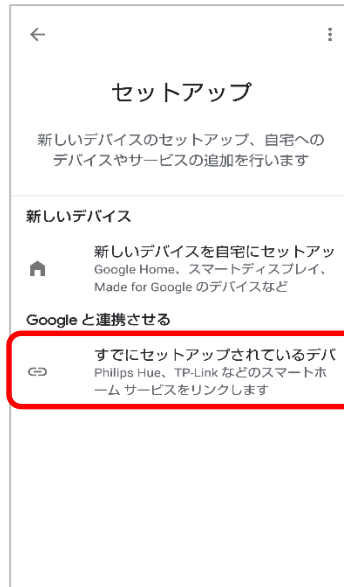 セットアップ
新しいデバイスのセットアップ、自宅への
デバイスやサービスの追加を行います
新しいデバイス
新しいデバイスを自宅にセットアッ
Google Home、スマートディスプレイ、
Made for Google のデバイスなど
Google と連携させる
すでにセットアップされているデバ
Philips Hue、TP-Link などのスマートホ
ーム サービスをリンクします